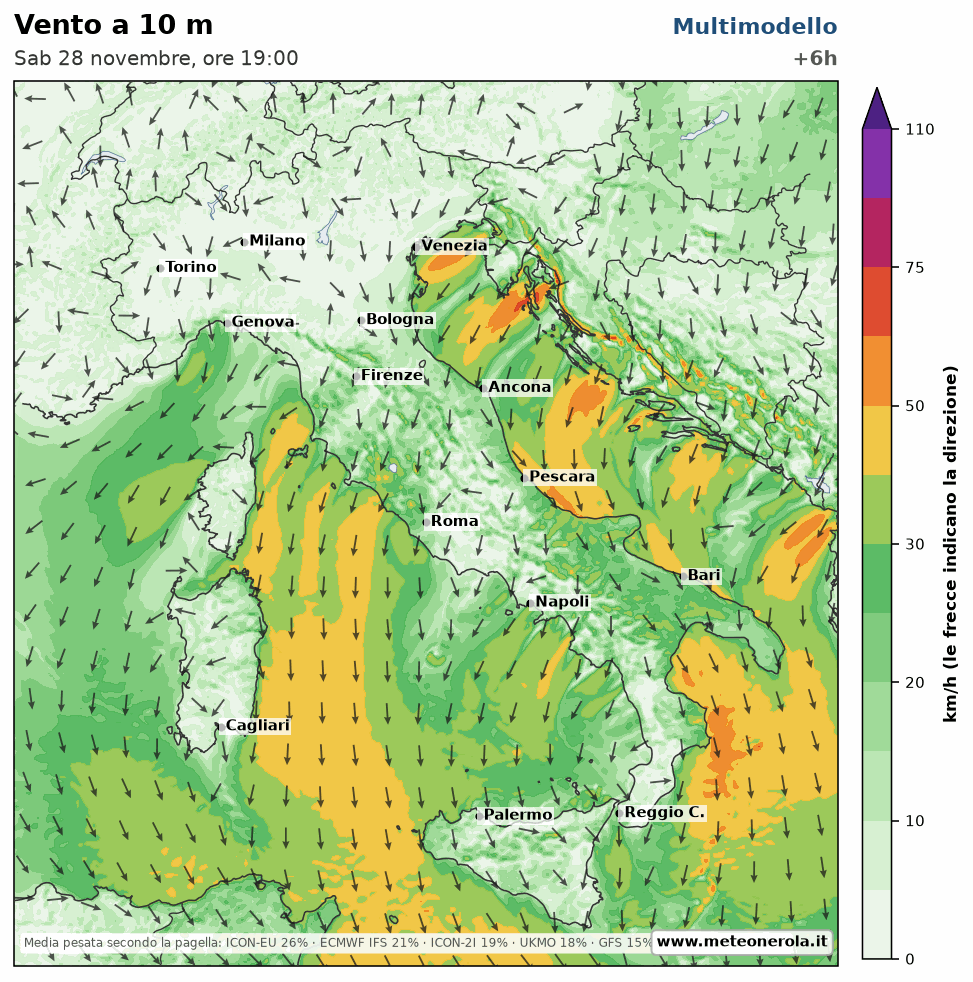 Vento a 10 m
Multimodello
Sab 28 novembre, ore 19:00
+6h
110
75
50
30
20
10
0
km/h (le frecce indicano la direzione)
Venezia
Milano
Torino
Genova
Bologna
Firenze
Ancona
Pescara
Roma
Bari
Napoli
Cagliari
Palermo
Reggio C.
Media pesata secondo la pagella: ICON-EU 26% · ECMWF IFS 21% · ICON-2I 19% · UKMO 18% · GFS 15%
www.meteonerola.it